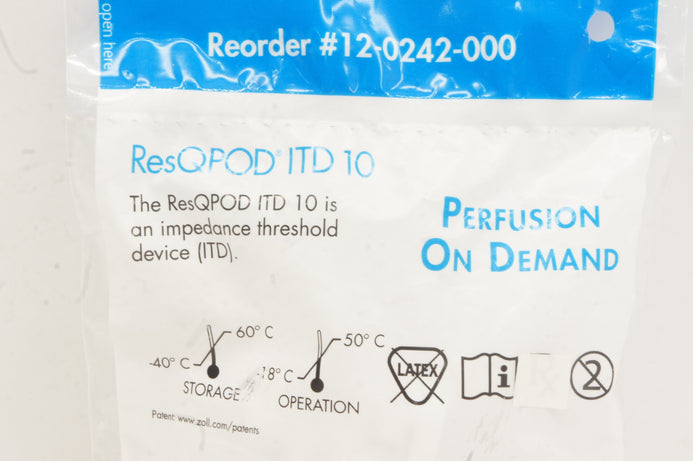 open here
Reorder #12-0242-000
ResQPOD® ITD 10
The ResQPOD ITD 10 is
an impedance threshold
device (ITD).
PERFUSION
ON DEMAND
60° C
-40° C
STORAGE
50° C
-18° C
OPERATION
LATEX
i
2
Patent: www.zoll.com/patents